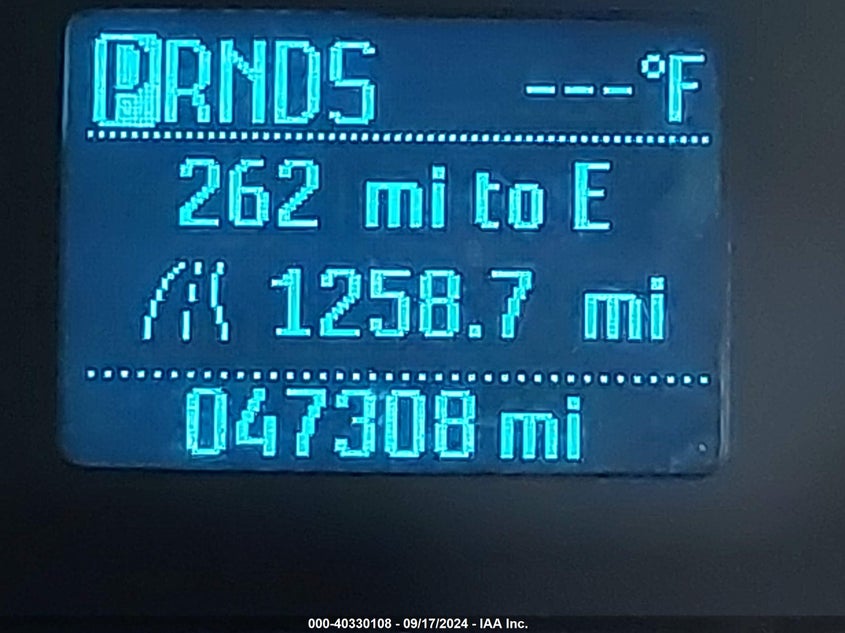 PRNDS ---°F
262 mi to E
1258.7 mi
047308 mi
000-40330108 - 09/17/2024 - IAA Inc.